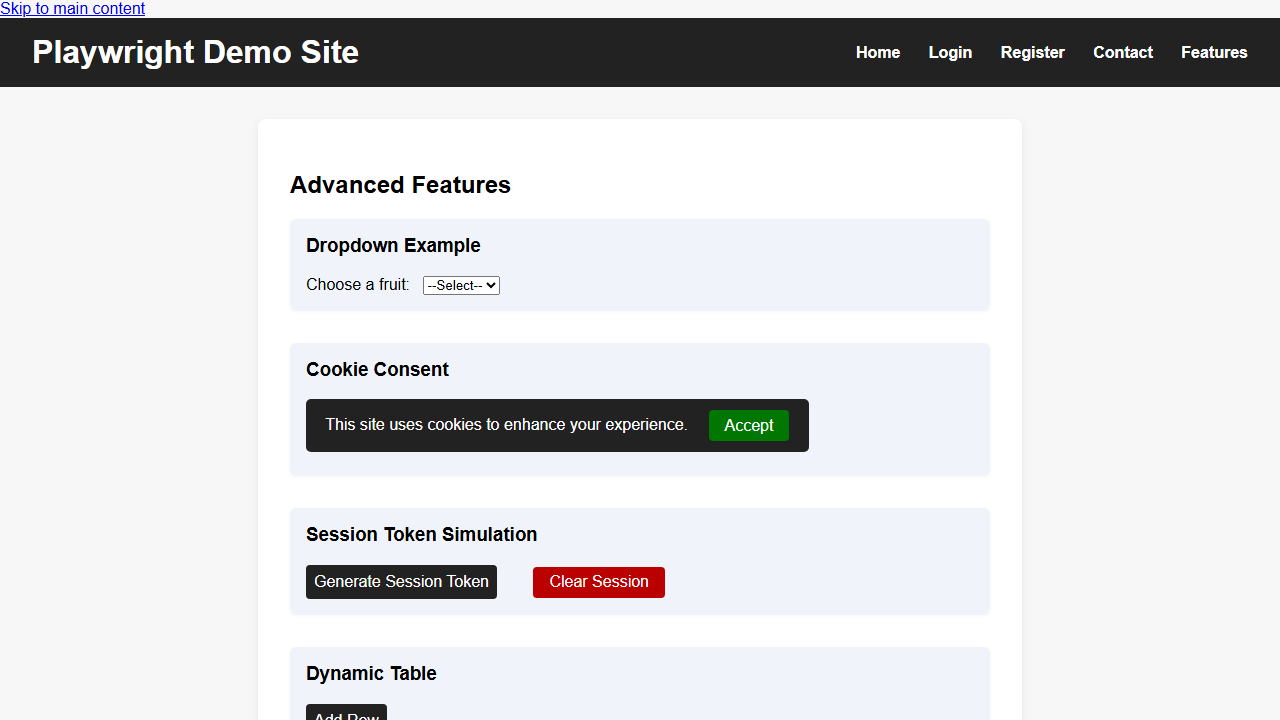 Skip to main content
Playwright Demo Site
Home Login Register Contact Features
Advanced Features
Dropdown Example
Choose a fruit: --Select--
Cookie Consent
This site uses cookies to enhance your experience. Accept
Session Token Simulation
Generate Session Token Clear Session
Dynamic Table
Add Row